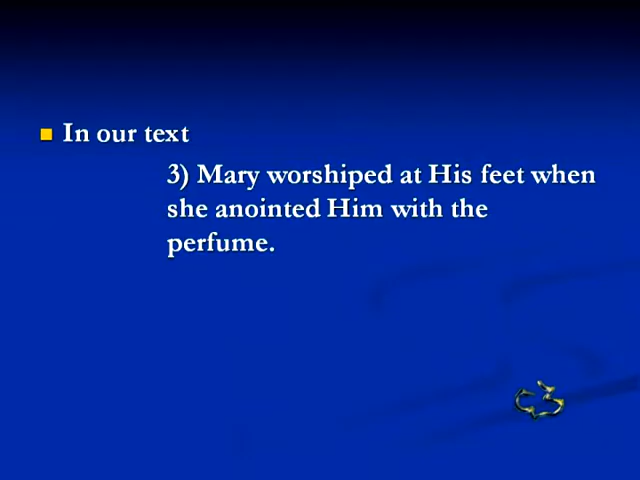 In our text
3) Mary worshiped at His feet when
she anointed Him with the
perfume.